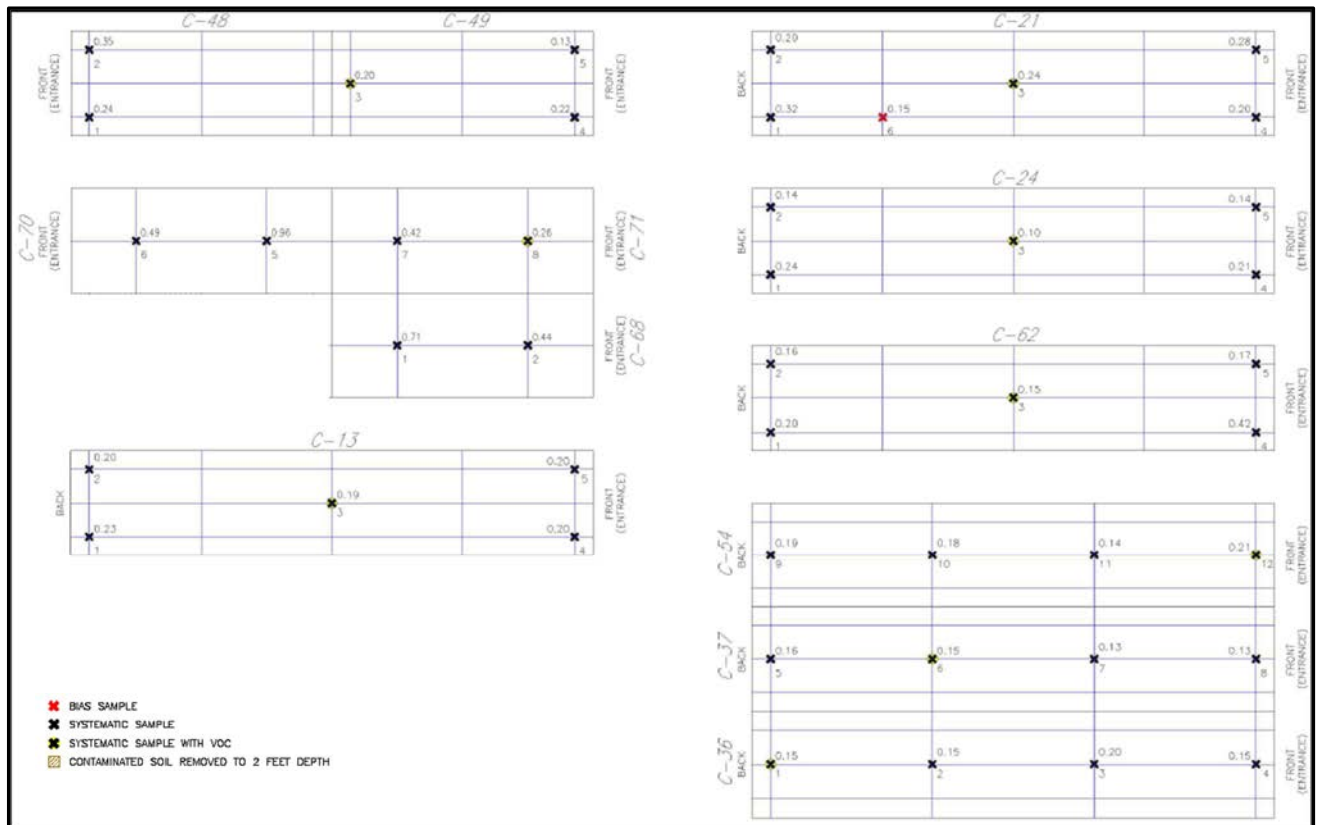 C-48
C-49
FRONT
(ENTRANCE)
0.35
2
0.13
5
0.20
3
0.24
1
0.22
4
FRONT
(ENTRANCE)
C-70
FRONT
(ENTRANCE)
0.49
6
0.96
5
0.42
7
0.26
8
FRONT
(ENTRANCE)
C-71
0.71
1
0.44
2
FRONT
(ENTRANCE)
C-68
C-13
BACK
0.20
2
0.20
5
0.19
3
0.23
1
0.20
4
FRONT
(ENTRANCE)
BIAS SAMPLE
SYSTEMATIC SAMPLE
SYSTEMATIC SAMPLE WITH VOC
CONTAMINATED SOIL REMOVED TO 2 FEET DEPTH
C-21
BACK
0.20
2
0.28
5
0.24
3
0.32
1
0.15
6
0.20
4
FRONT
(ENTRANCE)
C-24
BACK
0.14
2
0.14
5
0.10
3
0.24
1
0.21
4
FRONT
(ENTRANCE)
C-62
BACK
0.16
2
0.17
5
0.15
3
0.20
1
0.42
4
FRONT
(ENTRANCE)
C-54
BACK
0.19
9
0.18
10
0.14
11
0.21
12
FRONT
(ENTRANCE)
C-37
BACK
0.16
5
0.15
6
0.13
7
0.13
8
FRONT
(ENTRANCE)
C-36
BACK
0.15
1
0.15
2
0.20
3
0.15
4
FRONT
(ENTRANCE)